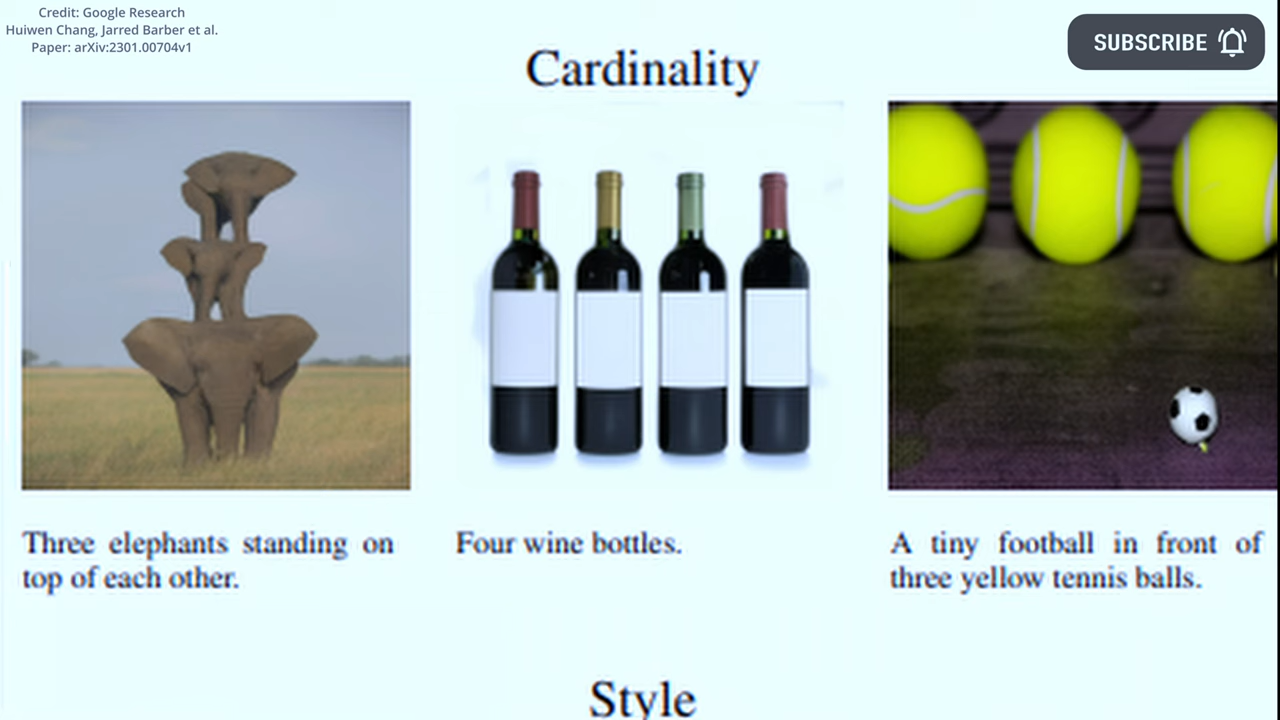 Credit: Google Research
Huiwen Chang, Jarred Barber et al.
Paper: arXiv:2301.00704v1
SUBSCRIBE
Cardinality
Three elephants standing on
top of each other.
Four wine bottles.
A tiny football in front of
three yellow tennis balls.
Style